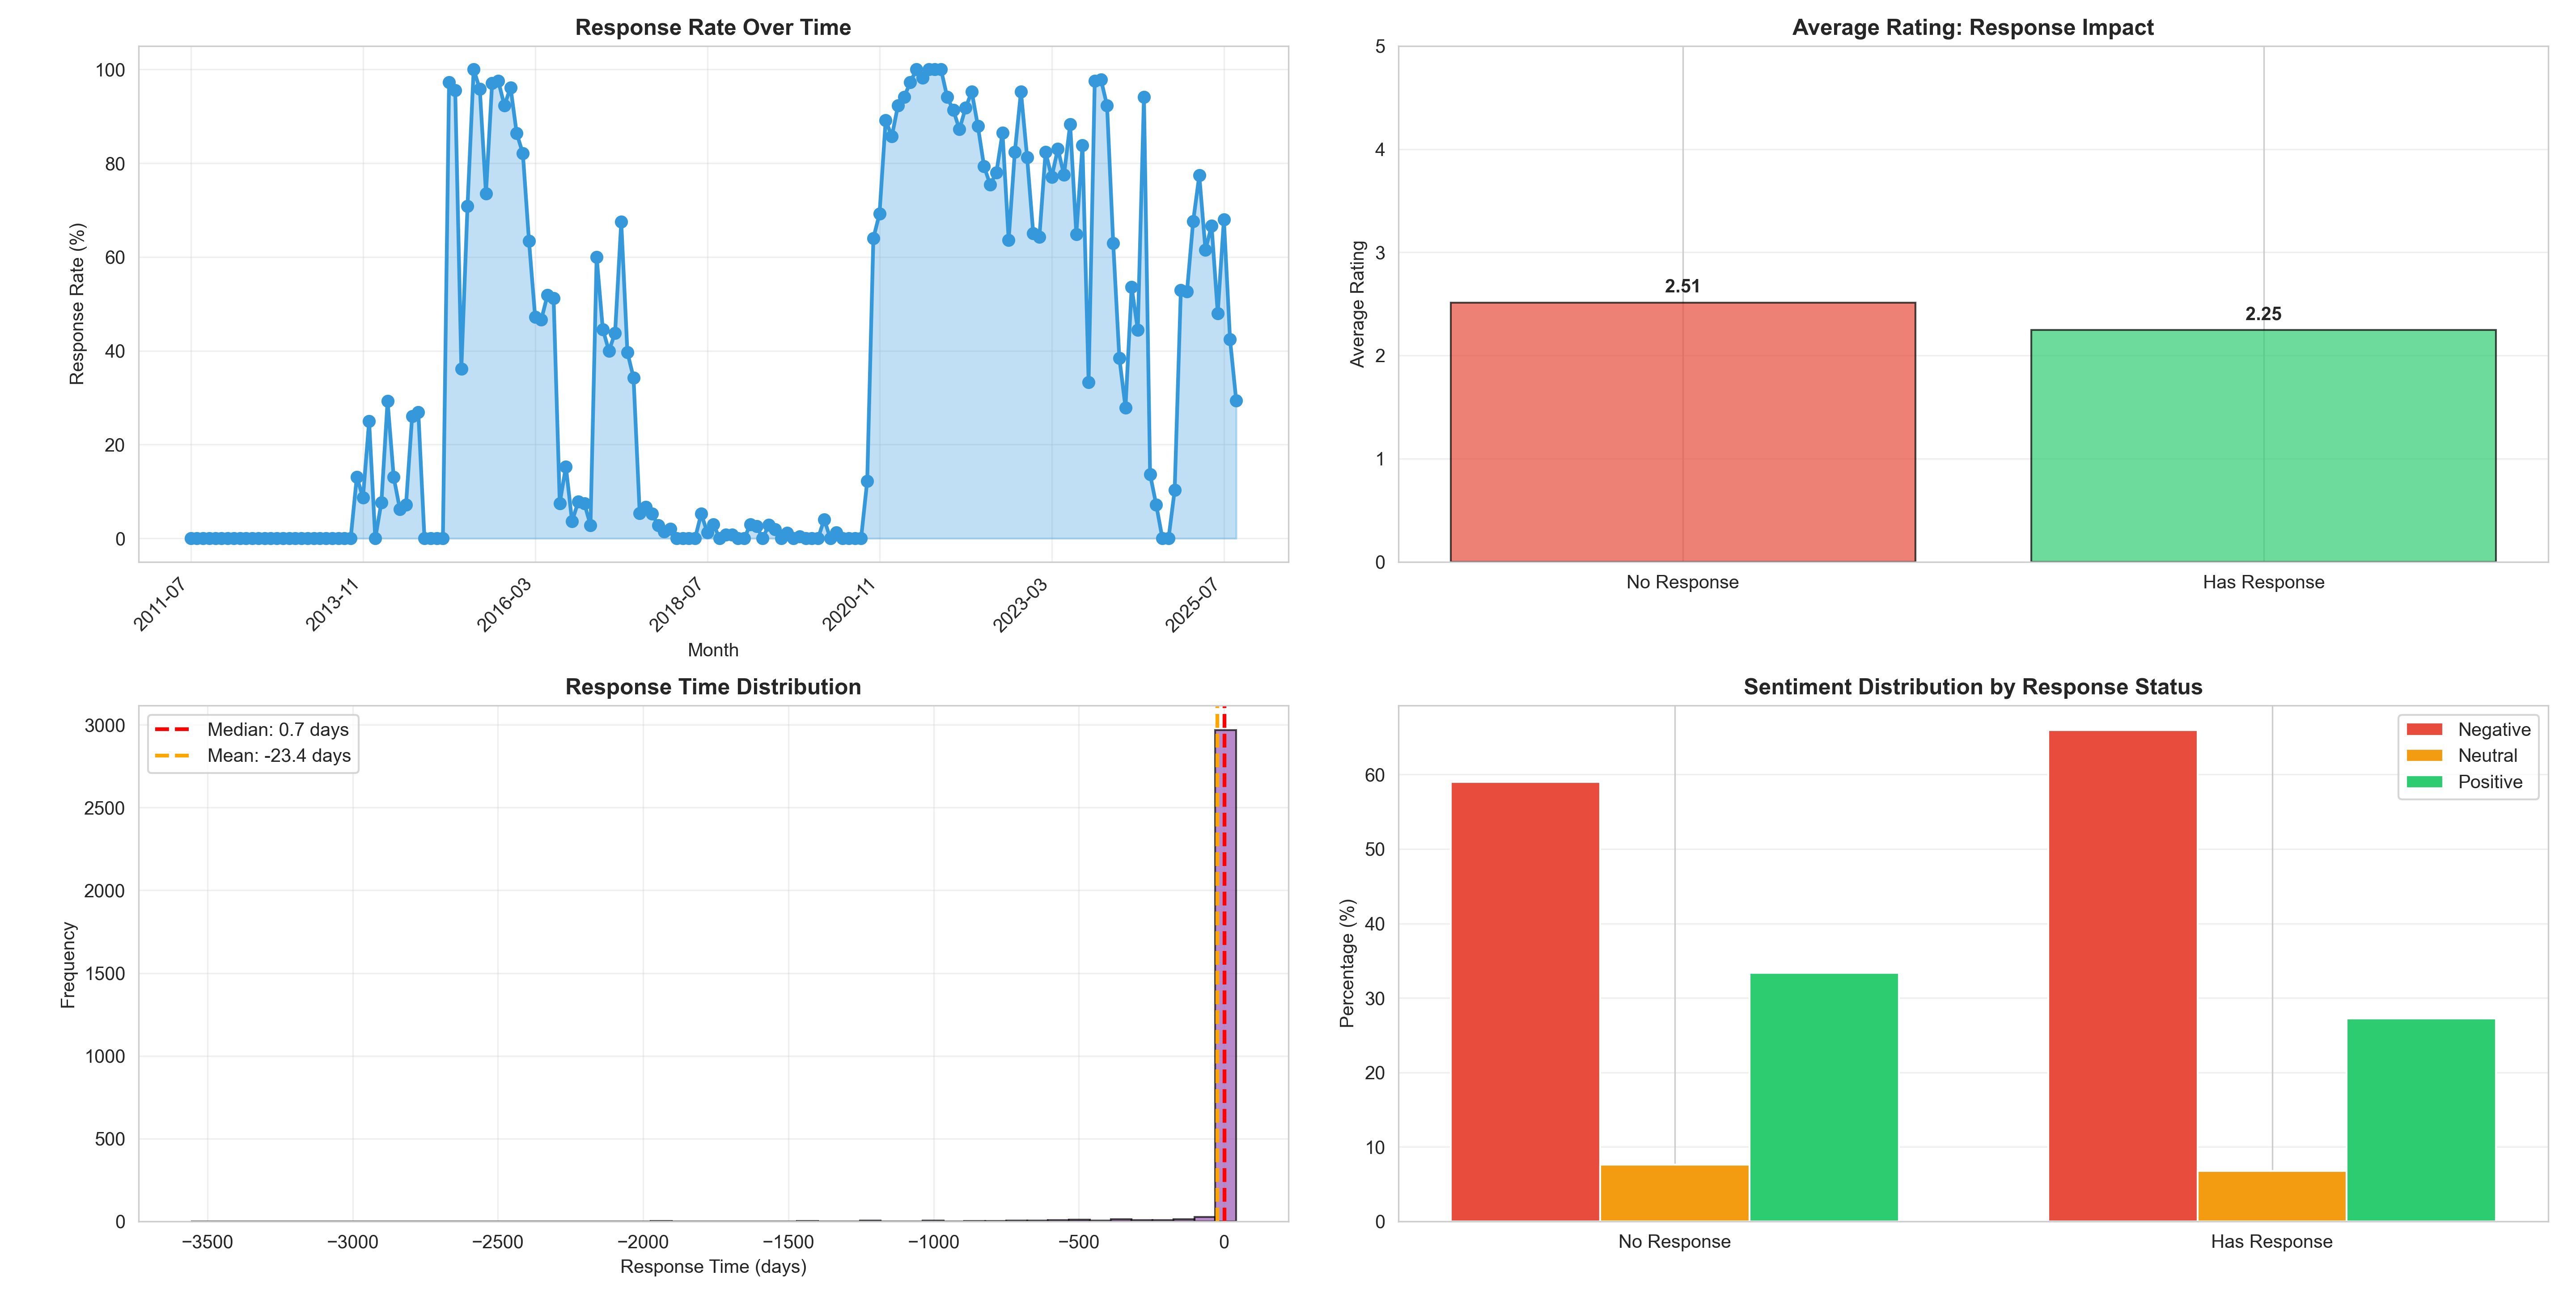 Response Rate Over Time
100
80
60
40
20
0
Response Rate (%)
2011-07
2013-11
2016-03
2018-07
2020-11
2023-03
2025-07
Month
Average Rating: Response Impact
5
4
3
2
1
0
Average Rating
2.51
2.25
No Response
Has Response
Response Time Distribution
Median: 0.7 days
Mean: -23.4 days
3000
2500
2000
1500
1000
500
0
Frequency
−3500
−3000
−2500
−2000
−1500
−1000
−500
0
Response Time (days)
Sentiment Distribution by Response Status
Negative
Neutral
Positive
60
50
40
30
20
10
0
Percentage (%)
No Response
Has Response